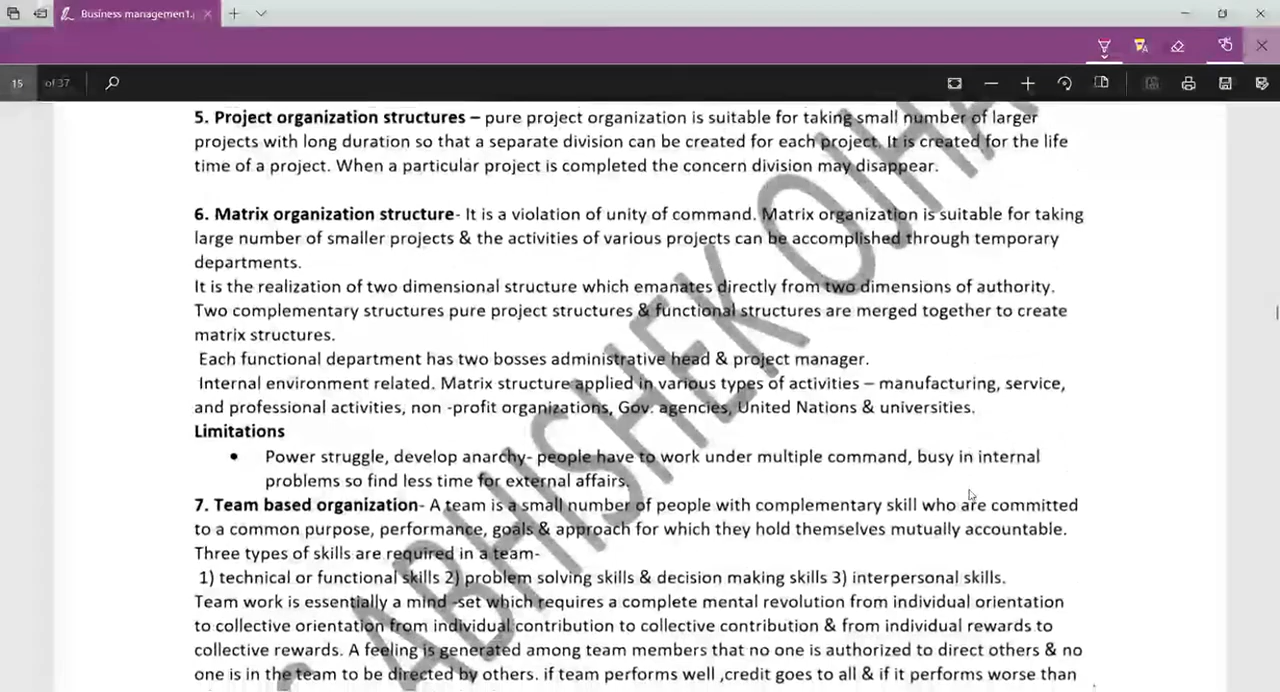 Business managemen1.
15 of 37
5. Project organization structures – pure project organization is suitable for taking small number of larger
projects with long duration so that a separate division can be created for each project. It is created for the life
time of a project. When a particular project is completed the concern division may disappear.
6. Matrix organization structure- It is a violation of unity of command. Matrix organization is suitable for taking
large number of smaller projects & the activities of various projects can be accomplished through temporary
departments.
It is the realization of two dimensional structure which emanates directly from two dimensions of authority.
Two complementary structures pure project structures & functional structures are merged together to create
matrix structures.
Each functional department has two bosses administrative head & project manager.
Internal environment related. Matrix structure applied in various types of activities – manufacturing, service,
and professional activities, non -profit organizations, Gov. agencies, United Nations & universities.
Limitations
• Power struggle, develop anarchy- people have to work under multiple command, busy in internal
problems so find less time for external affairs.
7. Team based organization- A team is a small number of people with complementary skill who are committed
to a common purpose, performance, goals & approach for which they hold themselves mutually accountable.
Three types of skills are required in a team-
1) technical or functional skills 2) problem solving skills & decision making skills 3) interpersonal skills.
Team work is essentially a mind -set which requires a complete mental revolution from individual orientation
to collective orientation from individual contribution to collective contribution & from individual rewards to
collective rewards. A feeling is generated among team members that no one is authorized to direct others & no
one is in the team to be directed by others. if team performs well ,credit goes to all & if it performs worse than
ABHISHEK OJHA